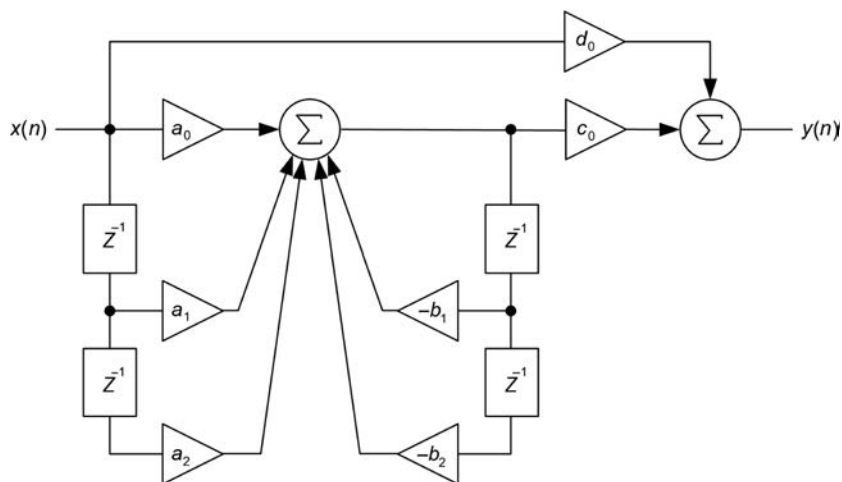 d₀
x(n)
a₀
Σ
c₀
Σ
y(n)
Z⁻¹
Z⁻¹
a₁
–b₁
Z⁻¹
Z⁻¹
a₂
–b₂